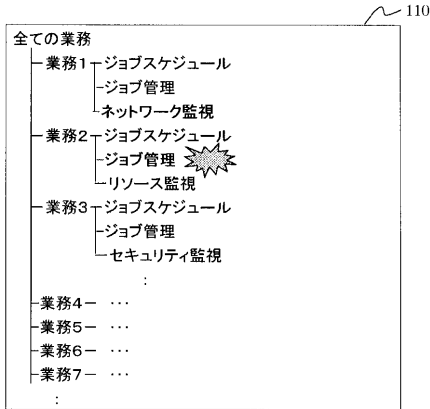 110
全ての業務
業務1 ジョブスケジュール
ジョブ管理
ネットワーク監視
業務2 ジョブスケジュール
ジョブ管理
リソース監視
業務3 ジョブスケジュール
ジョブ管理
セキュリティ監視
:
業務4 ・・・
業務5 ・・・
業務6 ・・・
業務7 ・・・
: